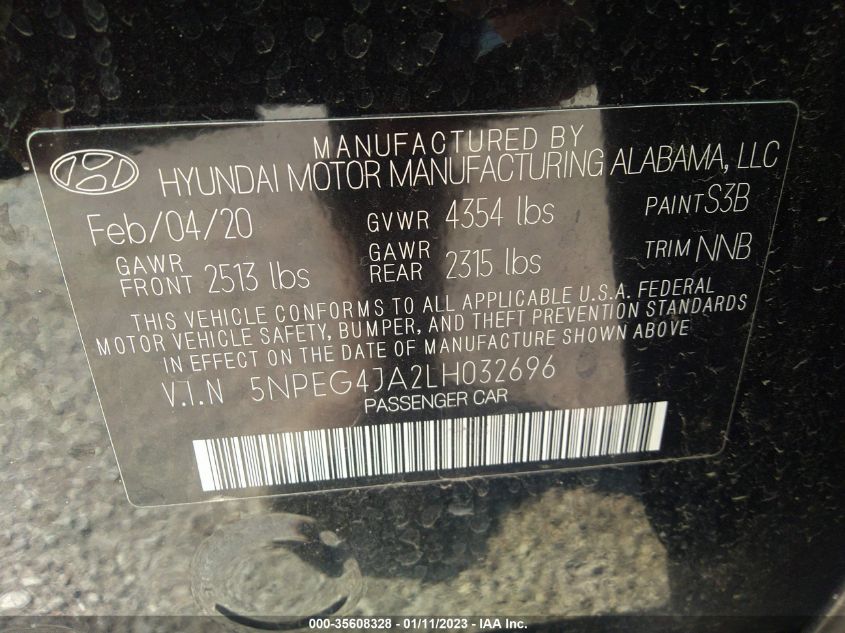 MANUFACTURED BY
HYUNDAI MOTOR MANUFACTURING ALABAMA, LLC
Feb/04/20 GVWR 4354 lbs PAINT S3B
GAWR FRONT 2513 lbs GAWR REAR 2315 lbs TRIM NNB
THIS VEHICLE CONFORMS TO ALL APPLICABLE U.S.A. FEDERAL
MOTOR VEHICLE SAFETY, BUMPER, AND THEFT PREVENTION STANDARDS
IN EFFECT ON THE DATE OF MANUFACTURE SHOWN ABOVE
V.I.N 5NPEG4JA2LH032696
PASSENGER CAR
000-35608328 - 01/11/2023 - IAA Inc.